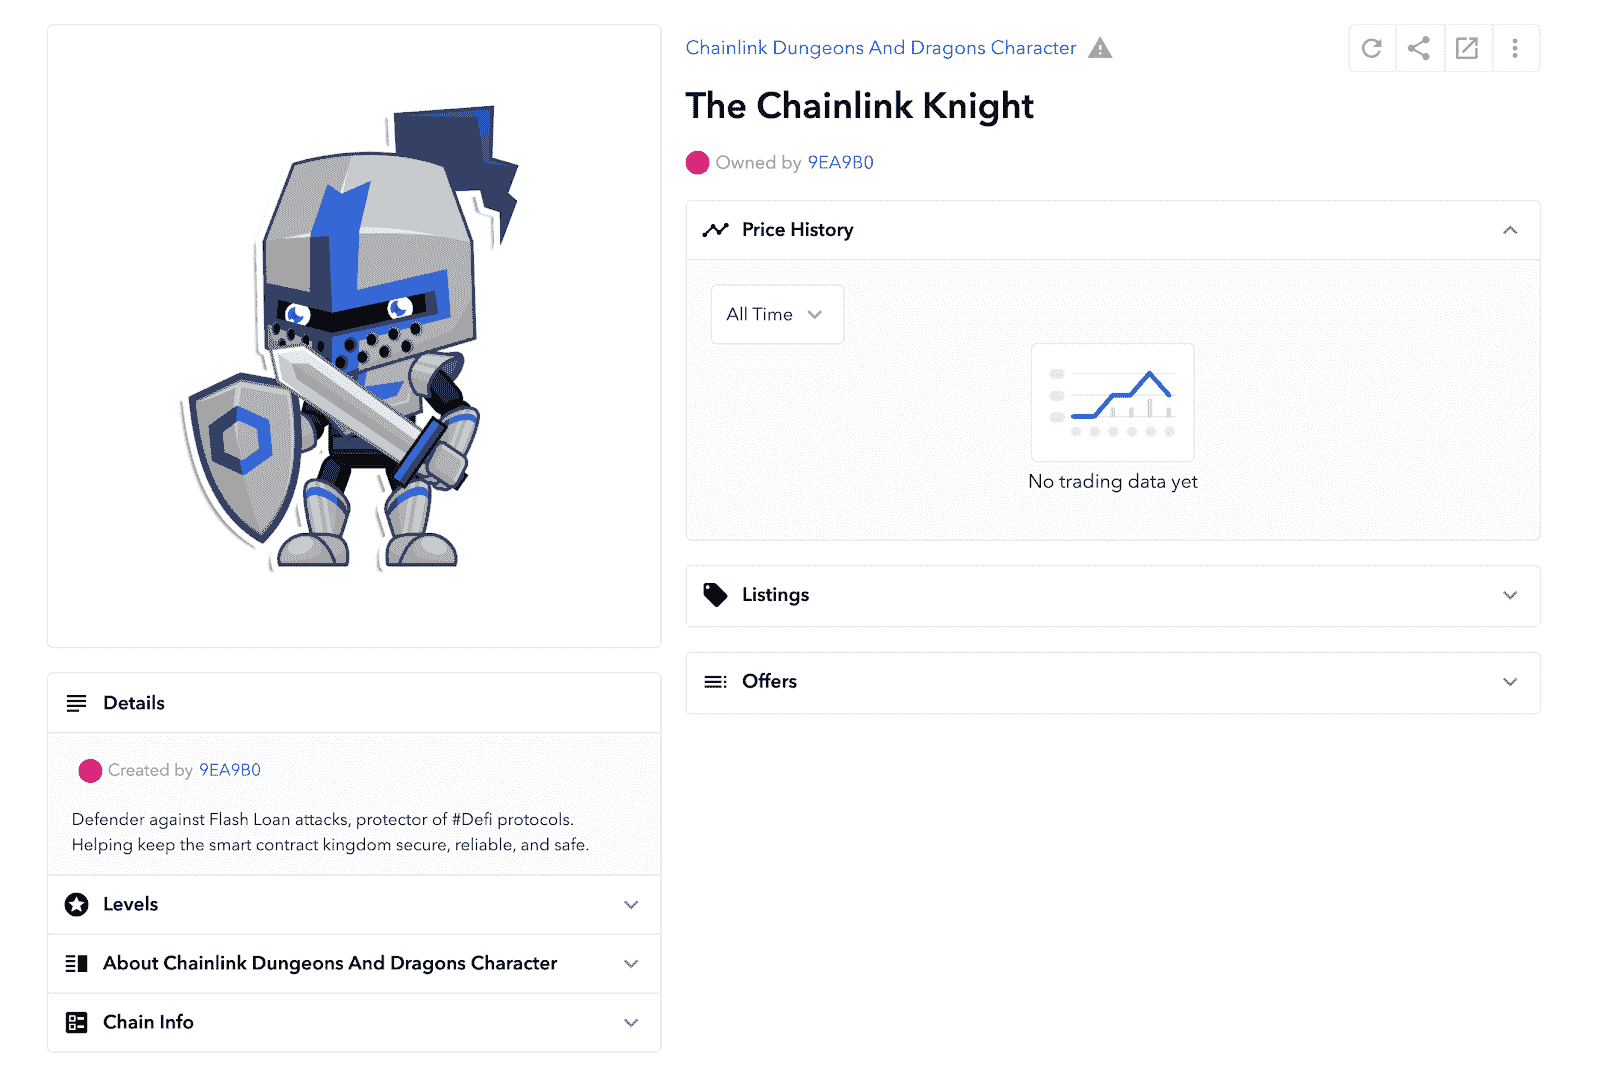 Chainlink Dungeons And Dragons Character
The Chainlink Knight
Owned by 9EA9B0
Price History
All Time
No trading data yet
Listings
Offers
Details
Created by 9EA9B0
Defender against Flash Loan attacks, protector of #Defi protocols.
Helping keep the smart contract kingdom secure, reliable, and safe.
Levels
About Chainlink Dungeons And Dragons Character
Chain Info